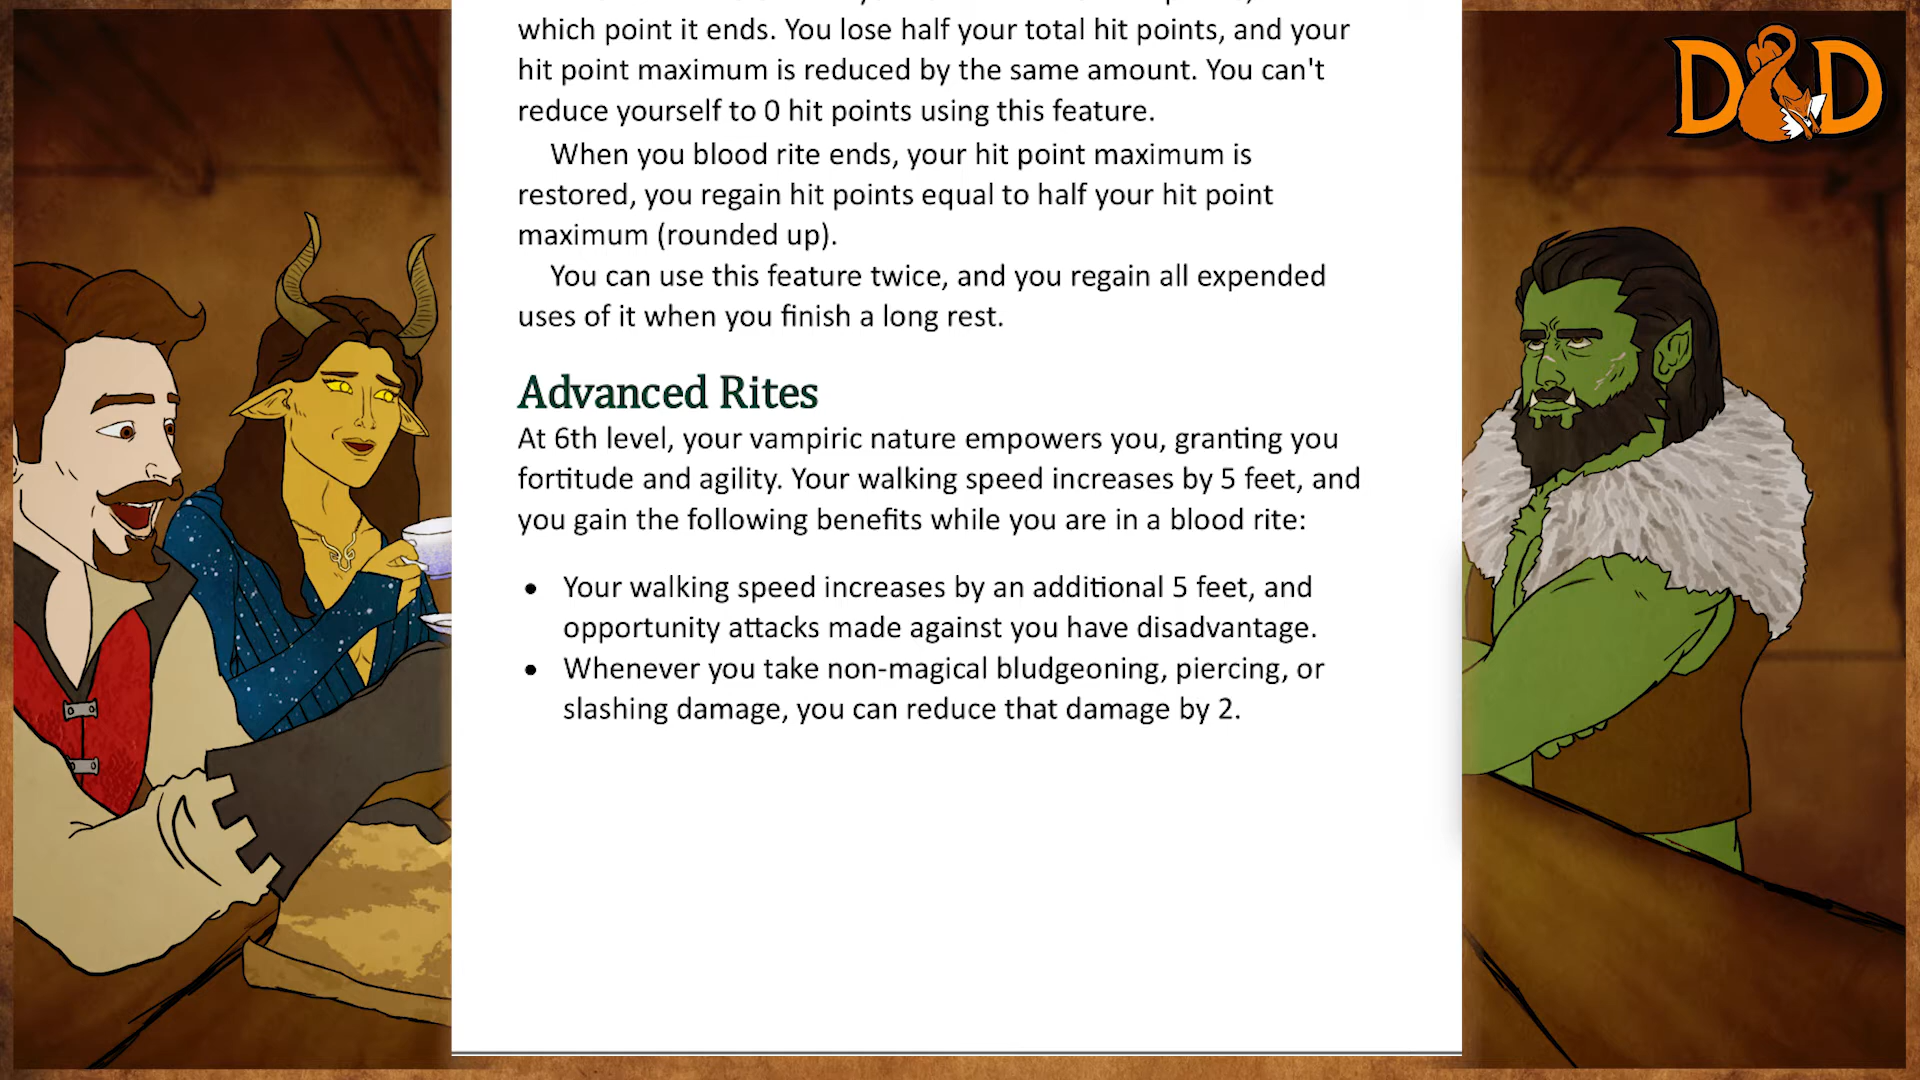 which point it ends. You lose half your total hit points, and your
hit point maximum is reduced by the same amount. You can't
reduce yourself to 0 hit points using this feature.
When you blood rite ends, your hit point maximum is
restored, you regain hit points equal to half your hit point
maximum (rounded up).
You can use this feature twice, and you regain all expended
uses of it when you finish a long rest.
Advanced Rites
At 6th level, your vampiric nature empowers you, granting you
fortitude and agility. Your walking speed increases by 5 feet, and
you gain the following benefits while you are in a blood rite:
• Your walking speed increases by an additional 5 feet, and
opportunity attacks made against you have disadvantage.
• Whenever you take non-magical bludgeoning, piercing, or
slashing damage, you can reduce that damage by 2.
D&D